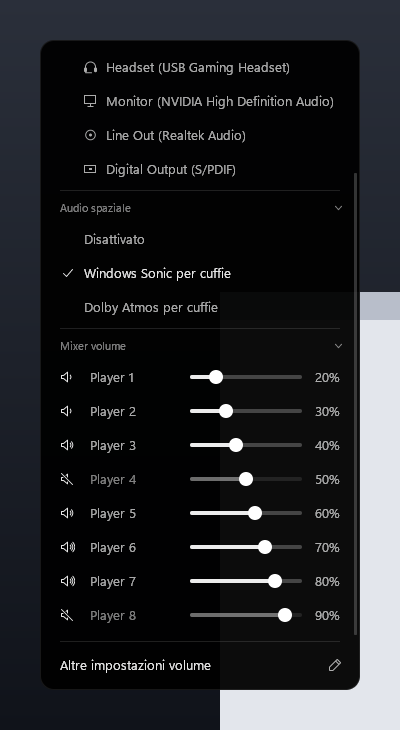 Headset (USB Gaming Headset)
Monitor (NVIDIA High Definition Audio)
Line Out (Realtek Audio)
Digital Output (S/PDIF)
Audio spaziale
Disattivato
Windows Sonic per cuffie
Dolby Atmos per cuffie
Mixer volume
Player 1 20%
Player 2 30%
Player 3 40%
Player 4 50%
Player 5 60%
Player 6 70%
Player 7 80%
Player 8 90%
Altre impostazioni volume